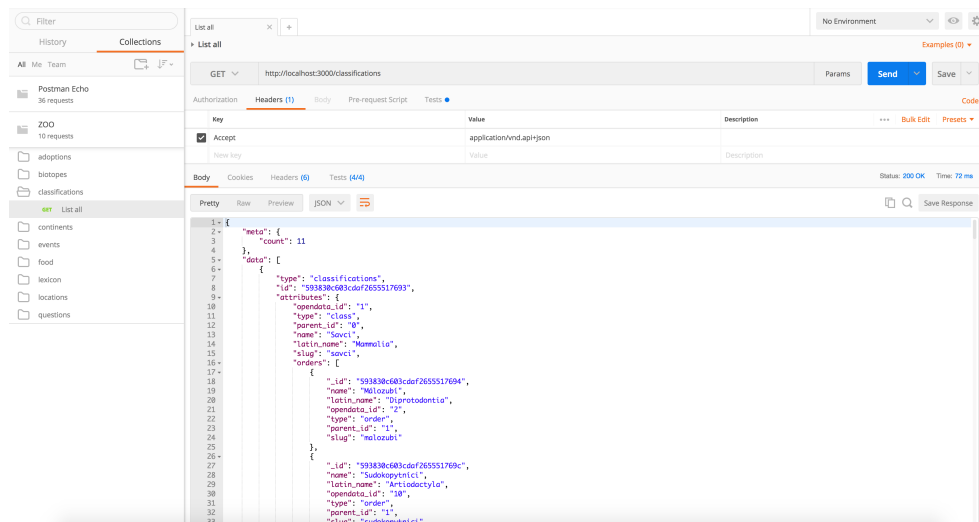 Filter
History Collections
All Me Team
Postman Echo
36 requests
ZOO
10 requests
adoptions
biotopes
classifications
GET List all
continents
events
food
lexicon
locations
questions
List all
No Environment
List all
Examples (0)
GET http://localhost:3000/classifications Params Send Save
Authorization Headers (1) Body Pre-request Script Tests Code
Key Value Description Bulk Edit Presets
Accept application/vnd.api+json
New key Value Description
Body Cookies Headers (6) Tests (4/4) Status: 200 OK Time: 72 ms
Pretty Raw Preview JSON Save Response
1 {
2 "meta": {
3 "count": 11
4 },
5 "data": [
6 {
7 "type": "classifications",
8 "id": "593830c603cdaf2655517693",
9 "attributes": {
10 "opendata_id": "1",
11 "type": "class",
12 "parent_id": "0",
13 "name": "Savci",
14 "latin_name": "Mammalia",
15 "slug": "savci",
16 "orders": [
17 {
18 "_id": "593830c603cdaf2655517694",
19 "name": "Málozubí",
20 "latin_name": "Diprotodontia",
21 "opendata_id": "2",
22 "type": "order",
23 "parent_id": "1",
24 "slug": "malozubi"
25 },
26 {
27 "_id": "593830c603cdaf265551769c",
28 "name": "Sudokopytníci",
29 "latin_name": "Artiodactyla",
30 "opendata_id": "10",
31 "type": "order",
32 "parent_id": "1",
33 "slug": "sudokopytnici"